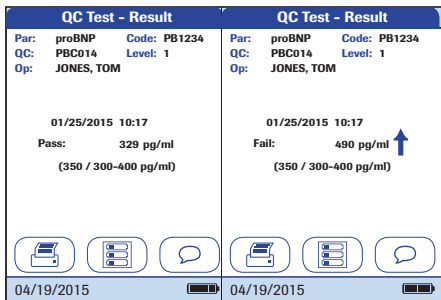 QC Test - Result
Par: proBNP Code: PB1234
QC: PBC014 Level: 1
Op: JONES, TOM
01/25/2015 10:17
Pass: 329 pg/ml
(350 / 300-400 pg/ml)
04/19/2015
QC Test - Result
Par: proBNP Code: PB1234
QC: PBC014 Level: 1
Op: JONES, TOM
01/25/2015 10:17
Fail: 490 pg/ml
(350 / 300-400 pg/ml)
04/19/2015